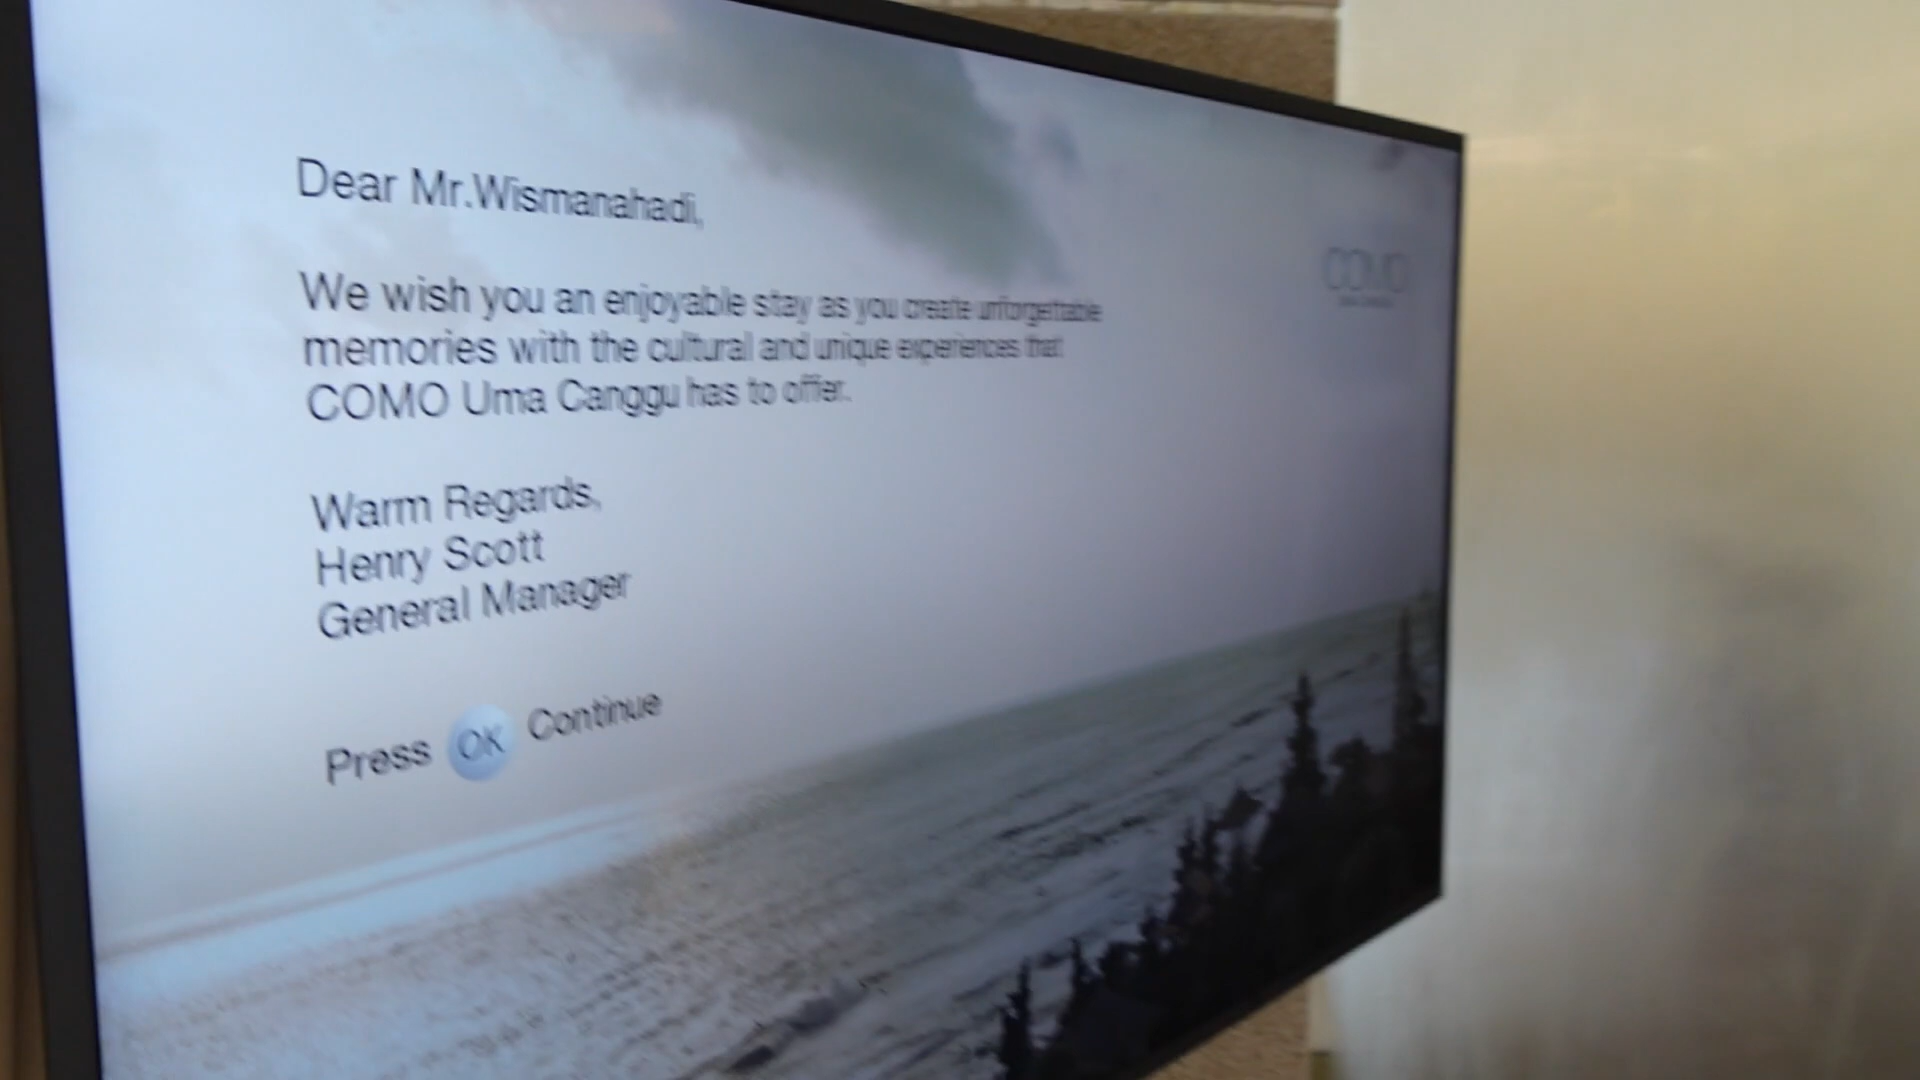 Dear Mr.Wismanahadi,
We wish you an enjoyable stay as you create unforgettable
memories with the cultural and unique experiences that
COMO Uma Canggu has to offer.
Warm Regards,
Henry Scott
General Manager
Press OK Continue
COMO